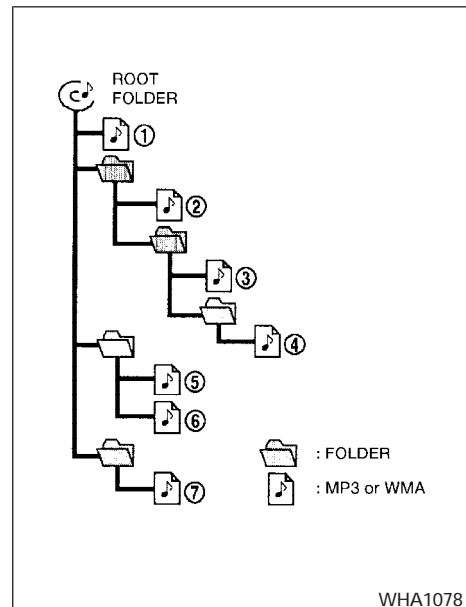 ROOT
FOLDER
①
②
③
④
⑤
⑥
⑦
: FOLDER
: MP3 or WMA
WHA1078